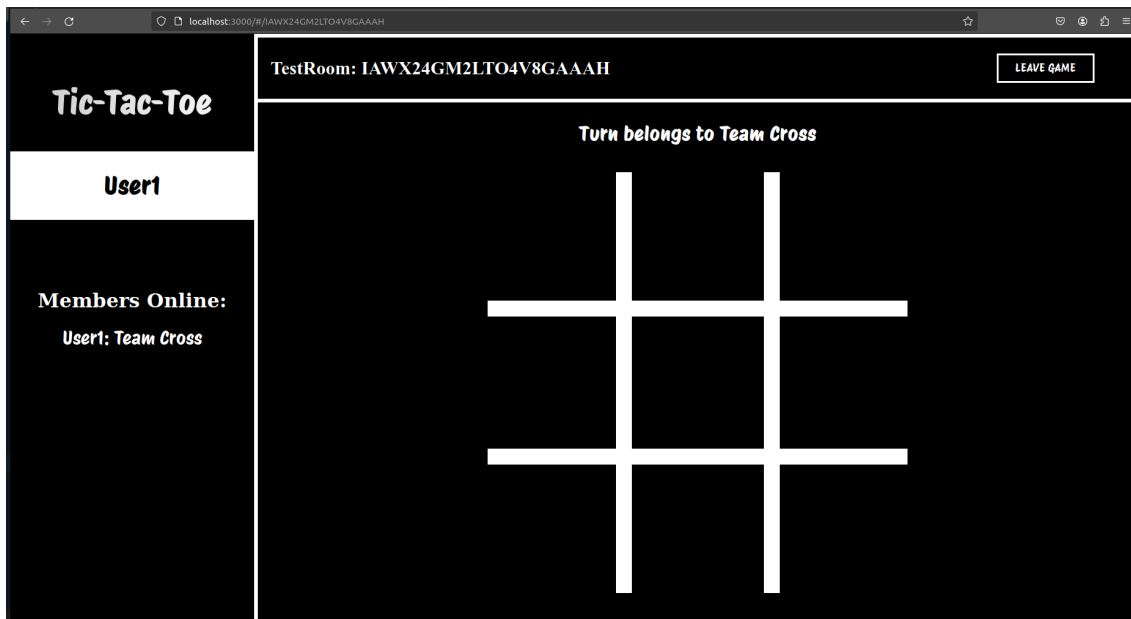 localhost:3000/#/IAWX24GM2LTO4V8GAAAH
Tic-Tac-Toe
User1
Members Online:
User1: Team Cross
TestRoom: IAWX24GM2LTO4V8GAAAH
LEAVE GAME
Turn belongs to Team Cross